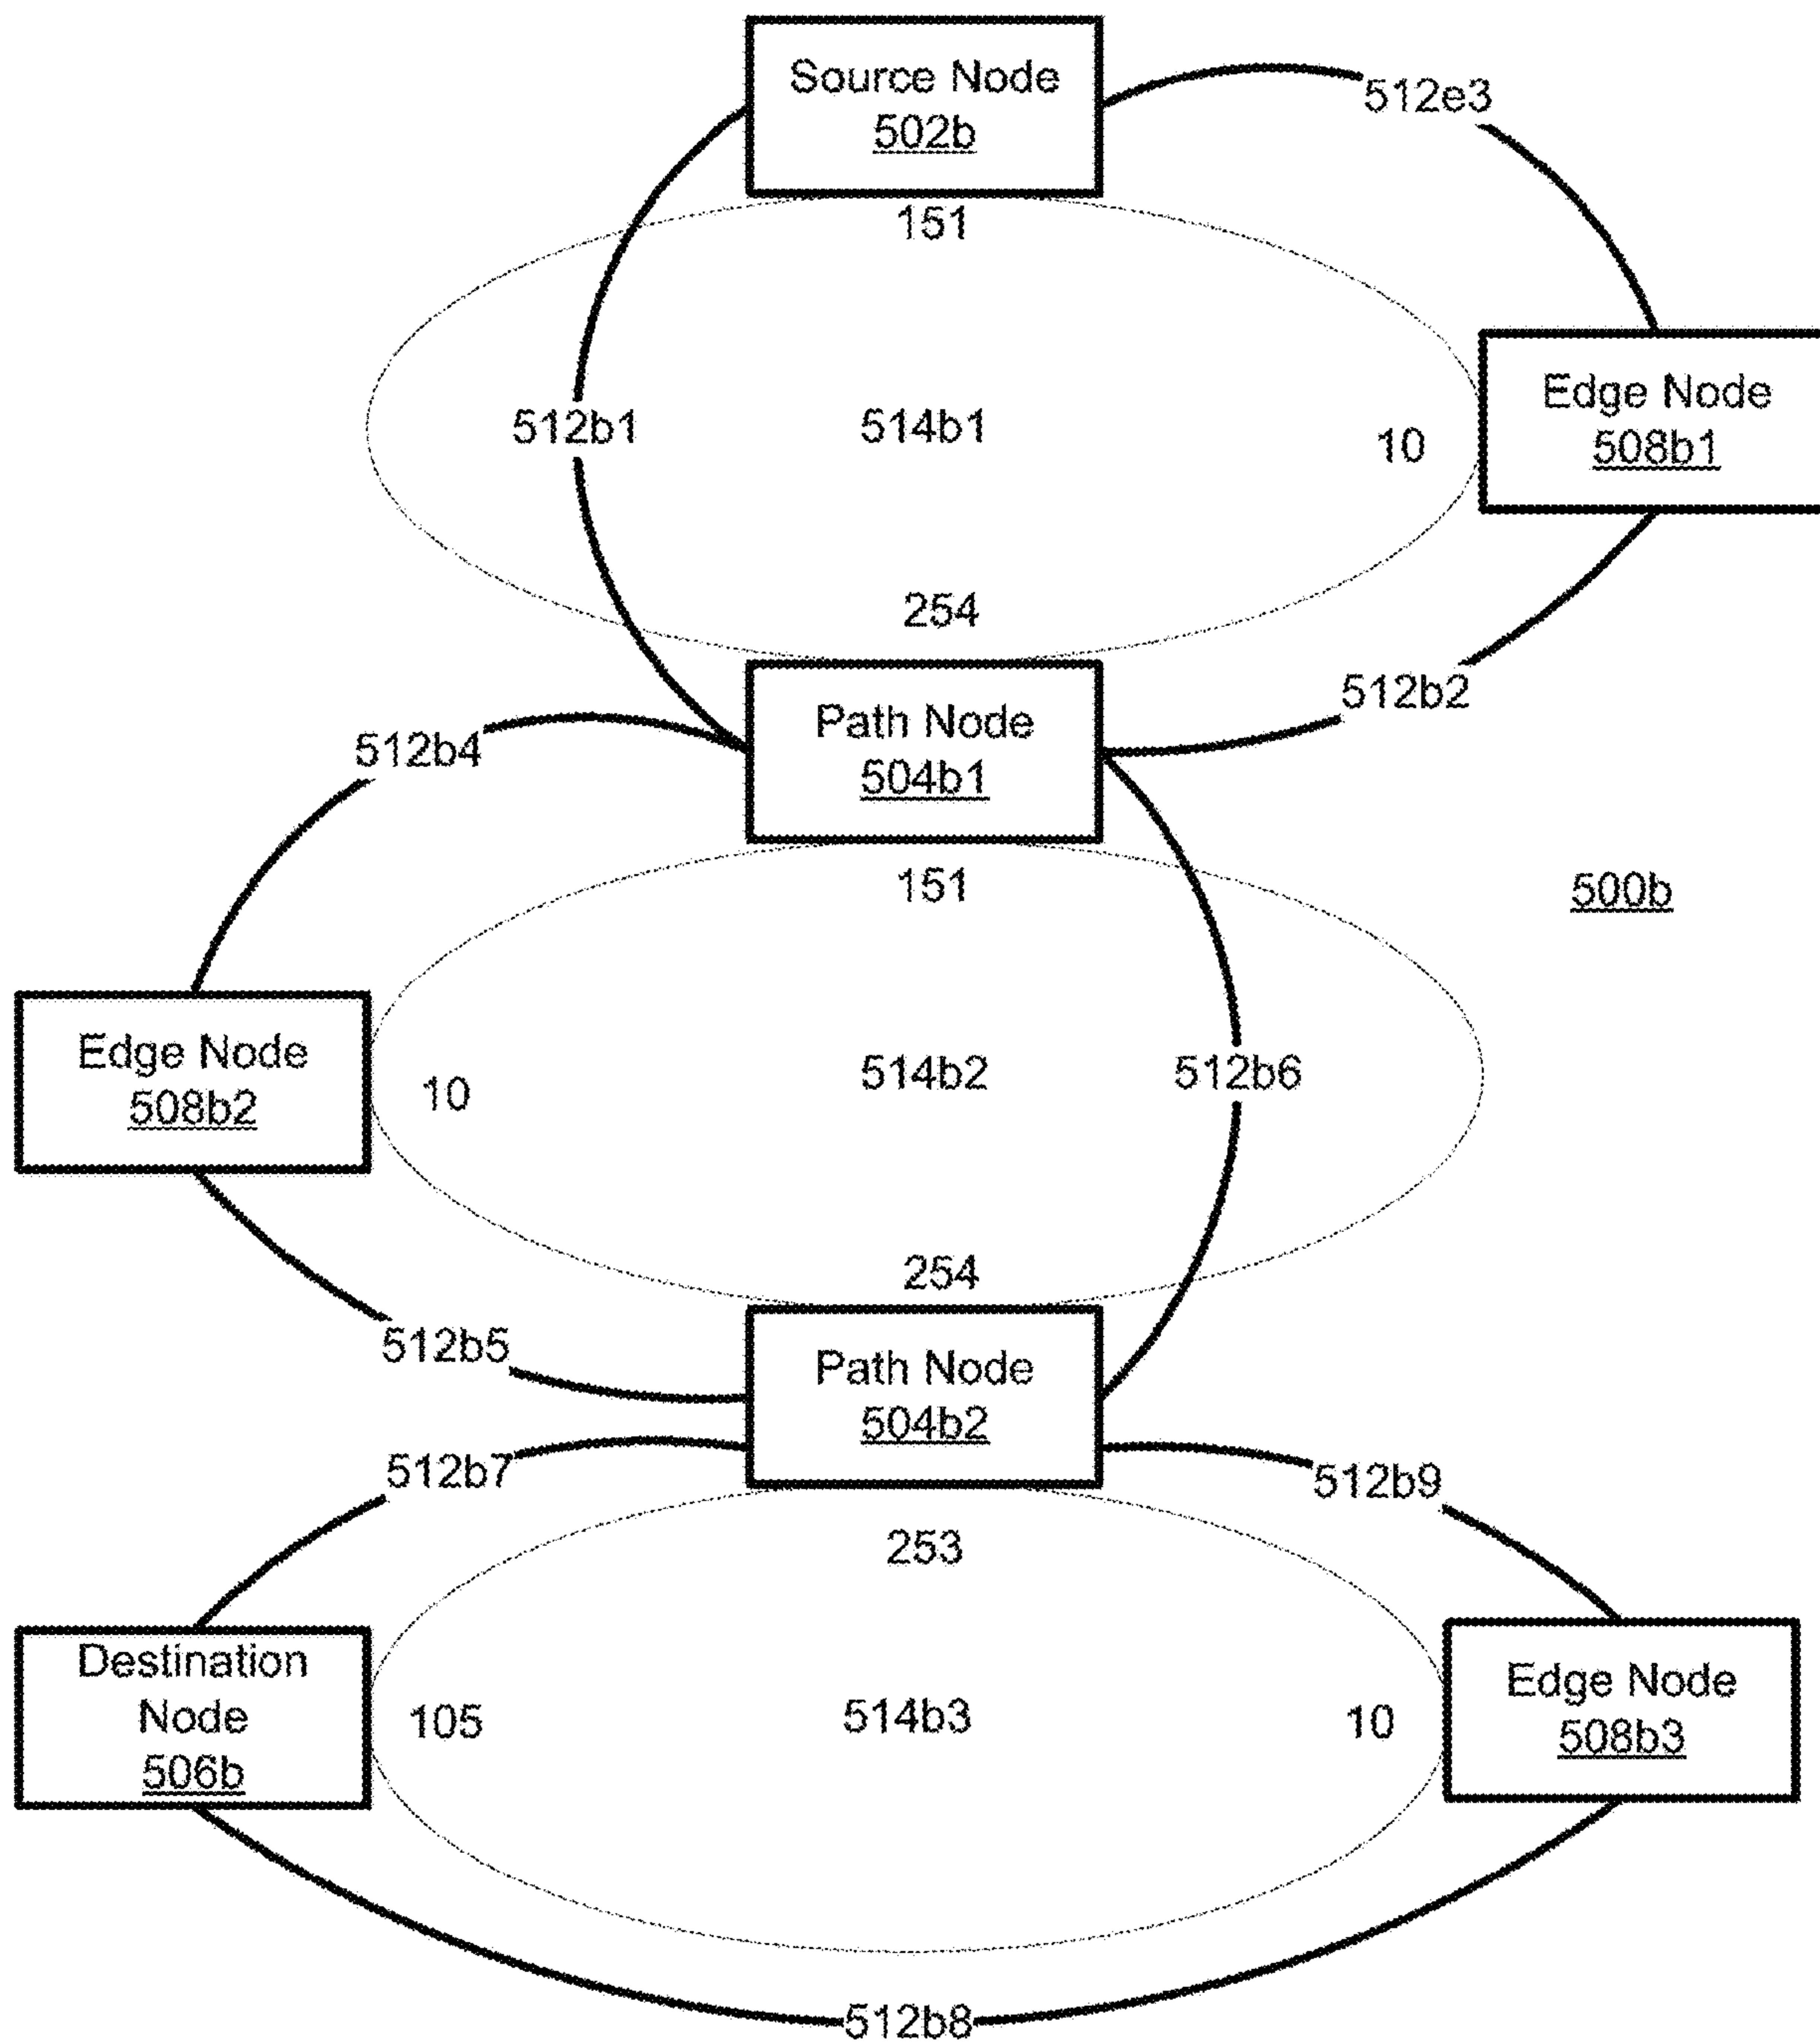 Source Node
502b
512e3
151
Edge Node
508b1
512b1
514b1
10
254
512b2
Path Node
504b1
512b4
151
500b
Edge Node
508b2
10
514b2
512b6
254
512b5
Path Node
504b2
512b7
512b9
253
Destination
Node
506b
105
514b3
10
Edge Node
508b3
512b8